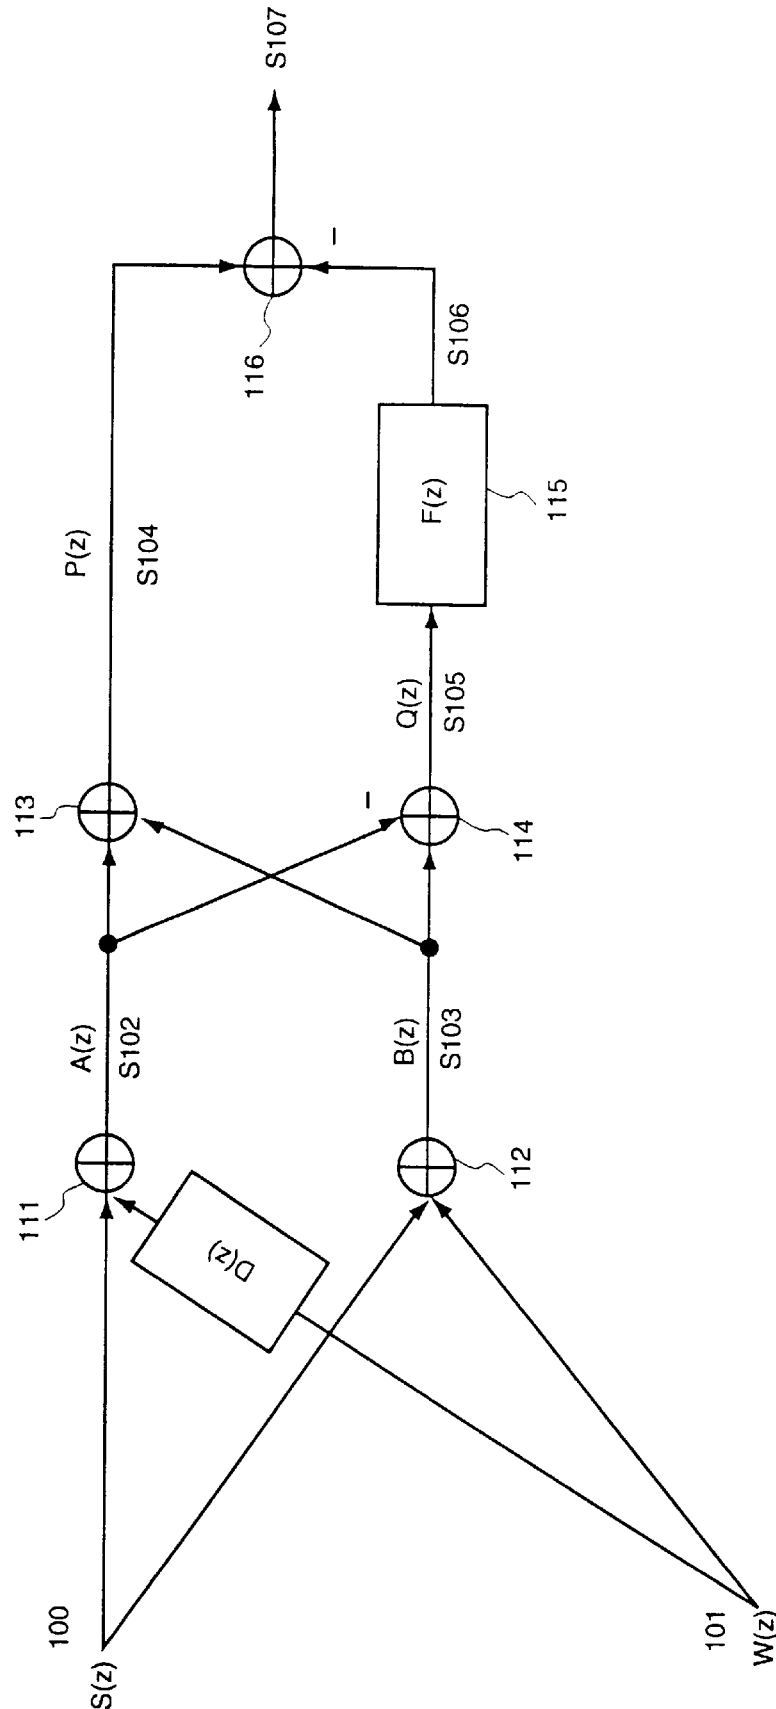 S(z)
100
W(z)
101
111
D(z)
112
A(z)
S102
B(z)
S103
113
–
114
P(z)
S104
Q(z)
S105
F(z)
115
S106
116
–
S107